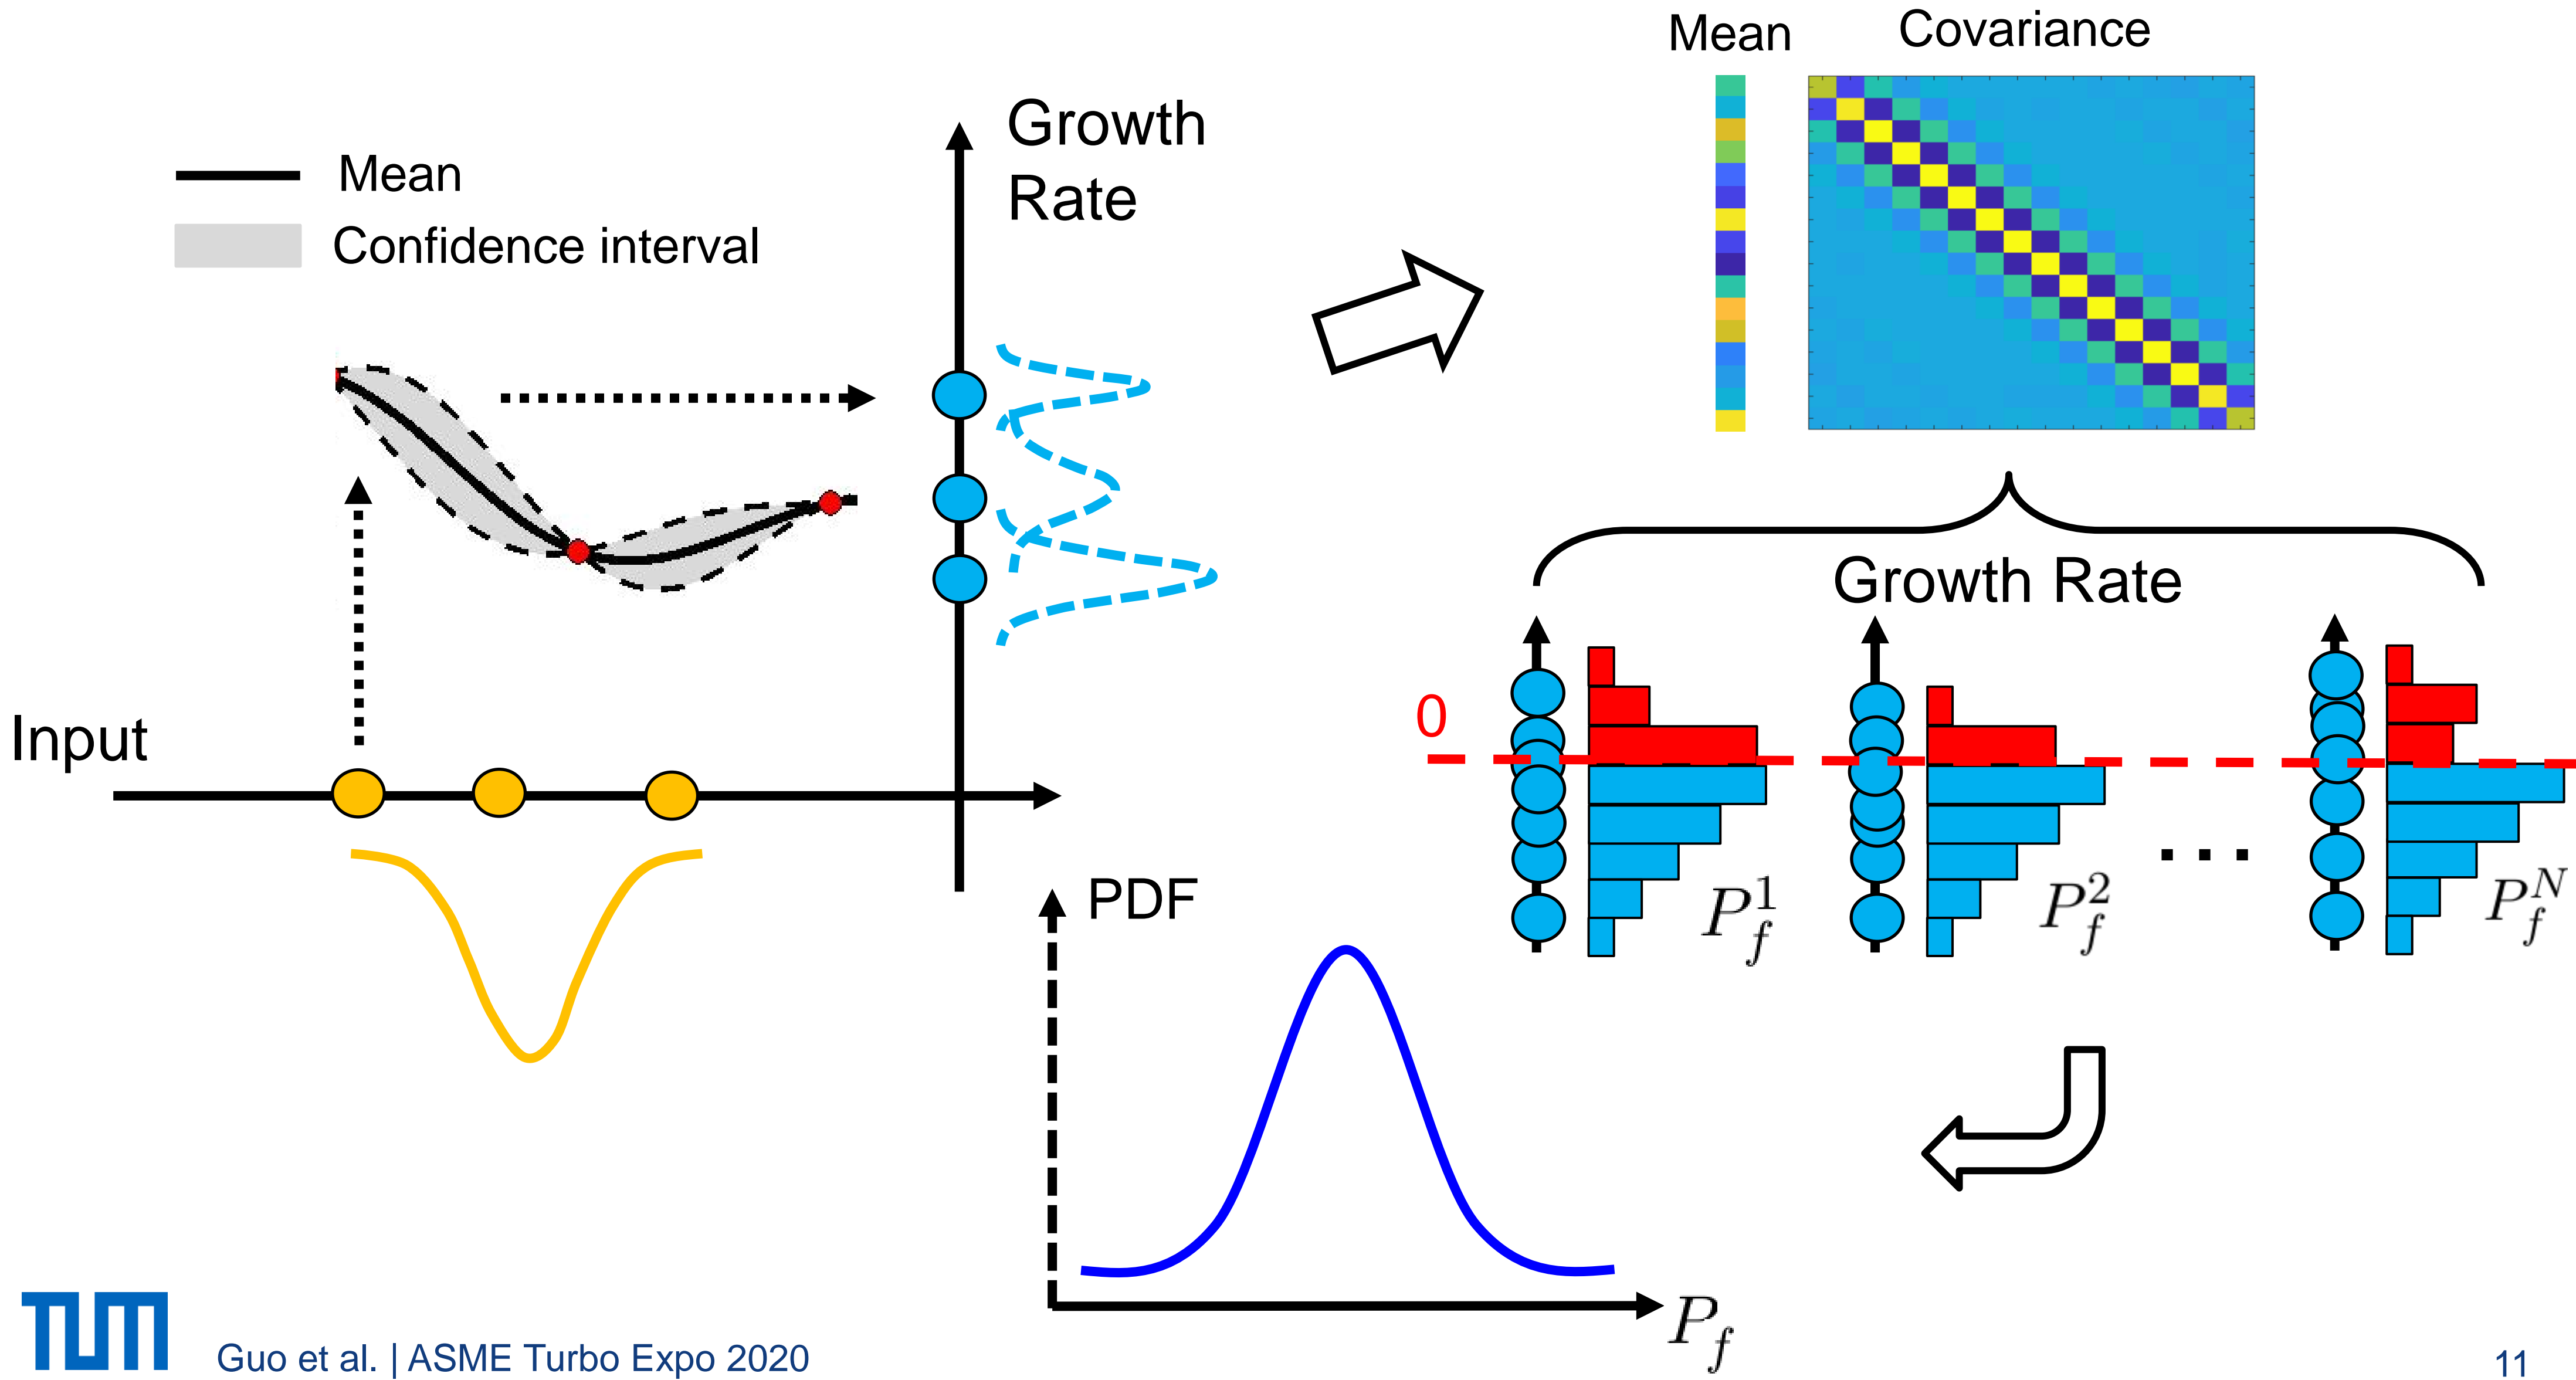 Mean
Covariance
Growth
Rate
Mean
Confidence interval
Growth Rate
0
Input
P_f^1
P_f^2
...
P_f^N
PDF
P_f
TUM
Guo et al. | ASME Turbo Expo 2020
11